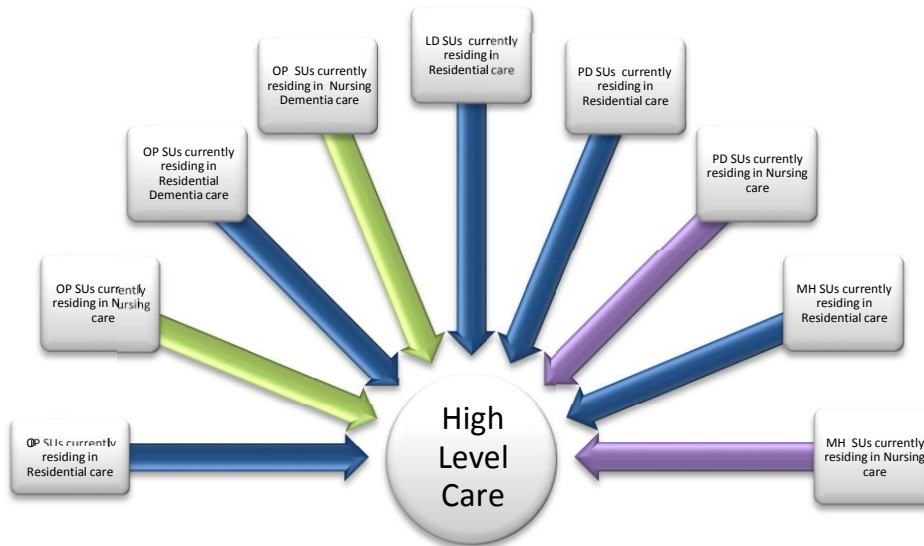 LD SUs currently
residing in
Residential care
OP SUs currently
residing in Nursing
Dementia care
PD SUs currently
residing in
Residential care
OP SUs currently
residing in
Residential
Dementia care
PD SUs currently
residing in Nursing
care
OP SUs currently
residing in Nursing
care
MH SUs currently
residing in
Residential care
OP SUs currently
residing in
Residential care
High
Level
Care
MH SUs currently
residing in Nursing
care